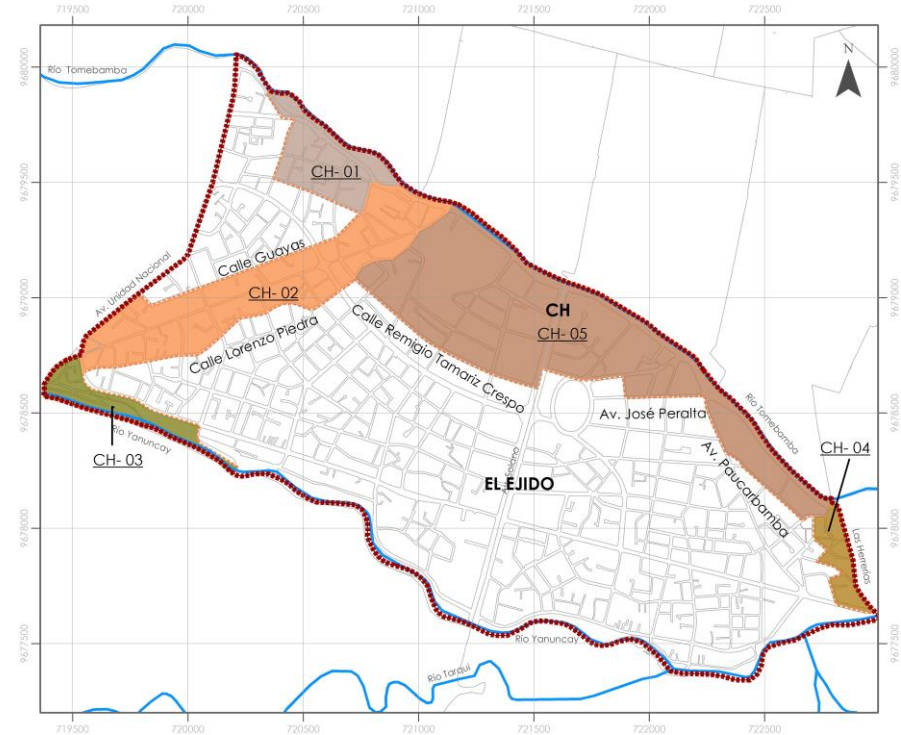 719500 720000 720500 721000 721500 722000 722500
9680000
9680000
N
Río Tomebamba
9679500
9679500
CH- 01
Calle Guayas
Av. Unidad Nacional
CH- 02
9679000
9679000
CH
CH- 05
Calle Lorenzo Piedra
Calle Remigio Tamariz Crespo
Río Tomebamba
9678500
9678500
Av. José Peralta
Río Yanuncay
CH- 03
CH- 04
Av. Paucarbamba
Solano
EL EJIDO
9678000
9678000
Las Herrerías
9677500
9677500
Río Yanuncay
Río Tarqui
719500 720000 720500 721000 721500 722000 722500